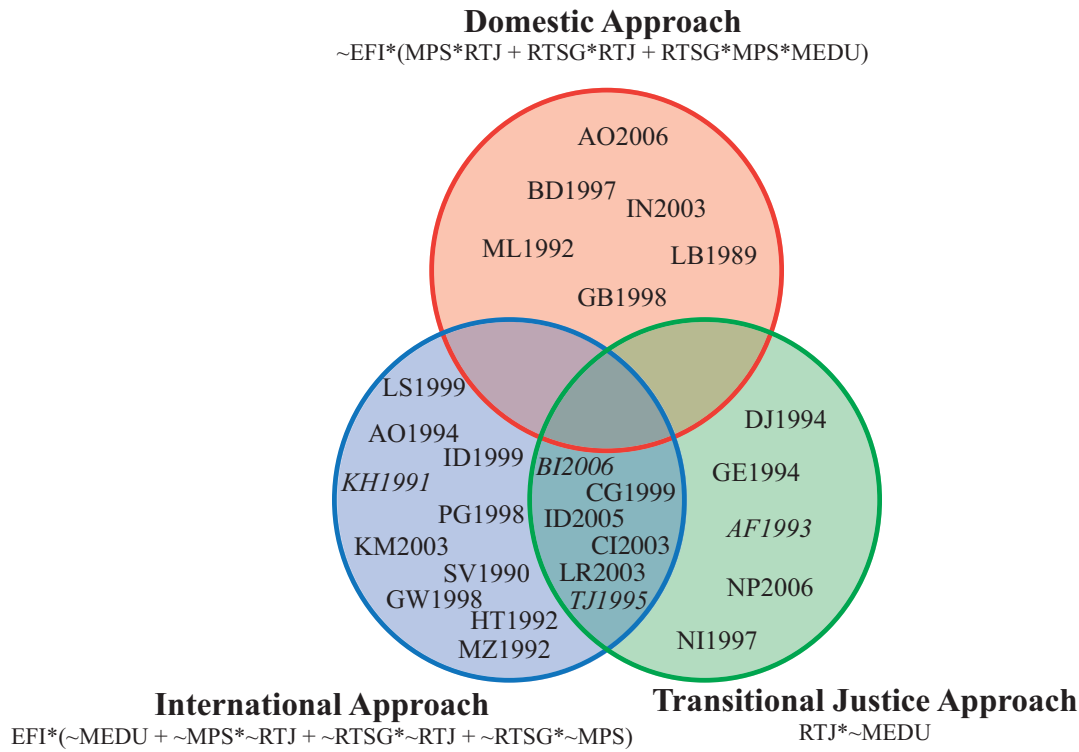 Domestic Approach
~EFI*(MPS*RTJ + RTSG*RTJ + RTSG*MPS*MEDU)
AO2006
BD1997
IN2003
ML1992
LB1989
GB1998
LS1999
AO1994
ID1999
KH1991
PG1998
KM2003
SV1990
GW1998
HT1992
MZ1992
BI2006
CG1999
ID2005
CI2003
LR2003
TJ1995
DJ1994
GE1994
AF1993
NP2006
NI1997
International Approach
EFI*(~MEDU + ~MPS*~RTJ + ~RTSG*~RTJ + ~RTSG*~MPS)
Transitional Justice Approach
RTJ*~MEDU